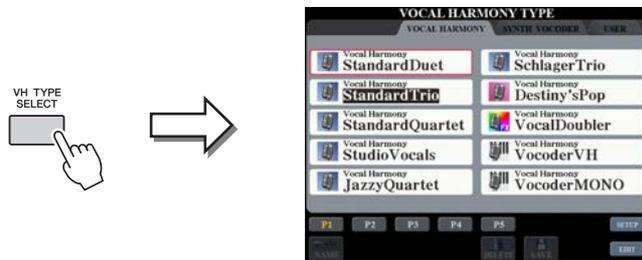 VH TYPE
SELECT
VOCAL HARMONY TYPE
VOCAL HARMONY SYNTH VOCODER USER
Vocal Harmony
StandardDuet
Vocal Harmony
SchlagerTrio
Vocal Harmony
StandardTrio
Vocal Harmony
Destiny'sPop
Vocal Harmony
StandardQuartet
Vocal Harmony
VocalDoubler
Vocal Harmony
StudioVocals
Vocal Harmony
VocoderVH
Vocal Harmony
JazzyQuartet
Vocal Harmony
VocoderMONO
P1 P2 P3 P4 P5 SETUP
NAME DELETE SAVE EDIT